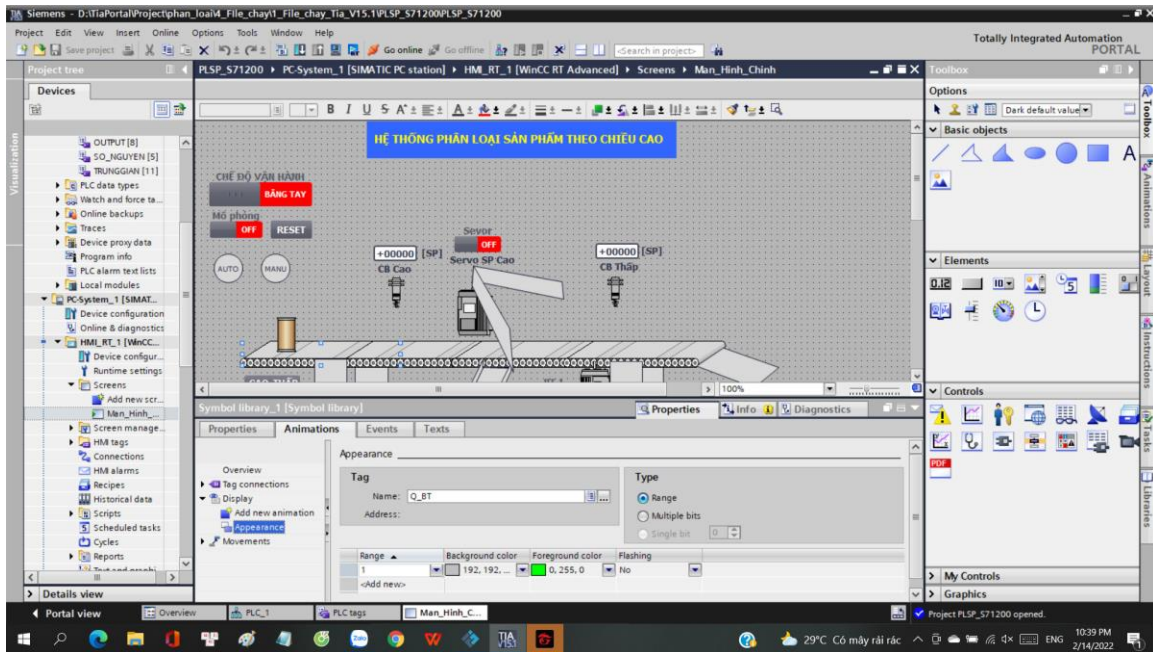 Siemens - D:\TiaPortal\Project\phan_loai\4_FIle_chay\1_File_chay_Tia_V15.1\PLSP_S71200\PLSP_S71200
Project Edit View Insert Online Options Tools Window Help
Totally Integrated Automation
PORTAL
Save project
Go online
Go offline
<Search in project>
Project tree
PLSP_S71200
PC-System_1 [SIMATIC PC station]
HMI_RT_1 [WinCC RT Advanced]
Screens
Man_Hinh_Chinh
Toolbox
Devices
OUTPUT [8]
SO_NGUYEN [5]
TRUNGGIAN [11]
PLC data types
Watch and force ta...
Online backups
Traces
Device proxy data
Program info
PLC alarm text lists
Local modules
PC-System_1 [SIMAT...
Device configuration
Online & diagnostics
HMI_RT_1 [WinCC...
Device configur...
Runtime settings
Screens
Add new scr...
Man_Hinh_...
Screen manage...
HMI tags
Connections
HMI alarms
Recipes
Historical data
Scripts
Scheduled tasks
Cycles
Reports
Details view
Visualization
HỆ THỐNG PHÂN LOẠI SẢN PHẨM THEO CHIỀU CAO
CHẾ ĐỘ VẬN HÀNH
BẰNG TAY
Mô phỏng
OFF
RESET
AUTO
MANU
+00000 [SP]
CB Cao
Sevor
OFF
Servo SP Cao
+00000 [SP]
CB Thấp
100%
Symbol library_1 [Symbol library]
Properties
Info
Diagnostics
Properties
Animations
Events
Texts
Overview
Tag connections
Display
Add new animation
Appearance
Movements
Appearance
Tag
Name: Q_BT
Address:
Type
Range
Multiple bits
Single bit
0
Range Background color Foreground color Flashing
1 192, 192, ... 0, 255, 0 No
<Add new>
Options
Dark default value
Basic objects
Elements
Controls
PDF
My Controls
Graphics
Toolbox
Animations
Layout
Instructions
Tasks
Libraries
Portal view
Overview
PLC_1
PLC tags
Man_Hinh_C...
Project PLSP_S71200 opened.
29°C Có mây rải rác
ENG
10:39 PM
2/14/2022